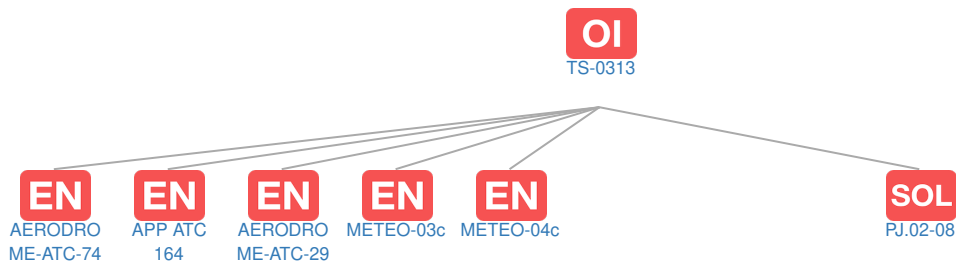 OI
TS-0313
EN
EN
EN
EN
EN
SOL
AERODRO
ME-ATC-74
APP ATC
164
AERODRO
ME-ATC-29
METEO-03c
METEO-04c
PJ.02-08